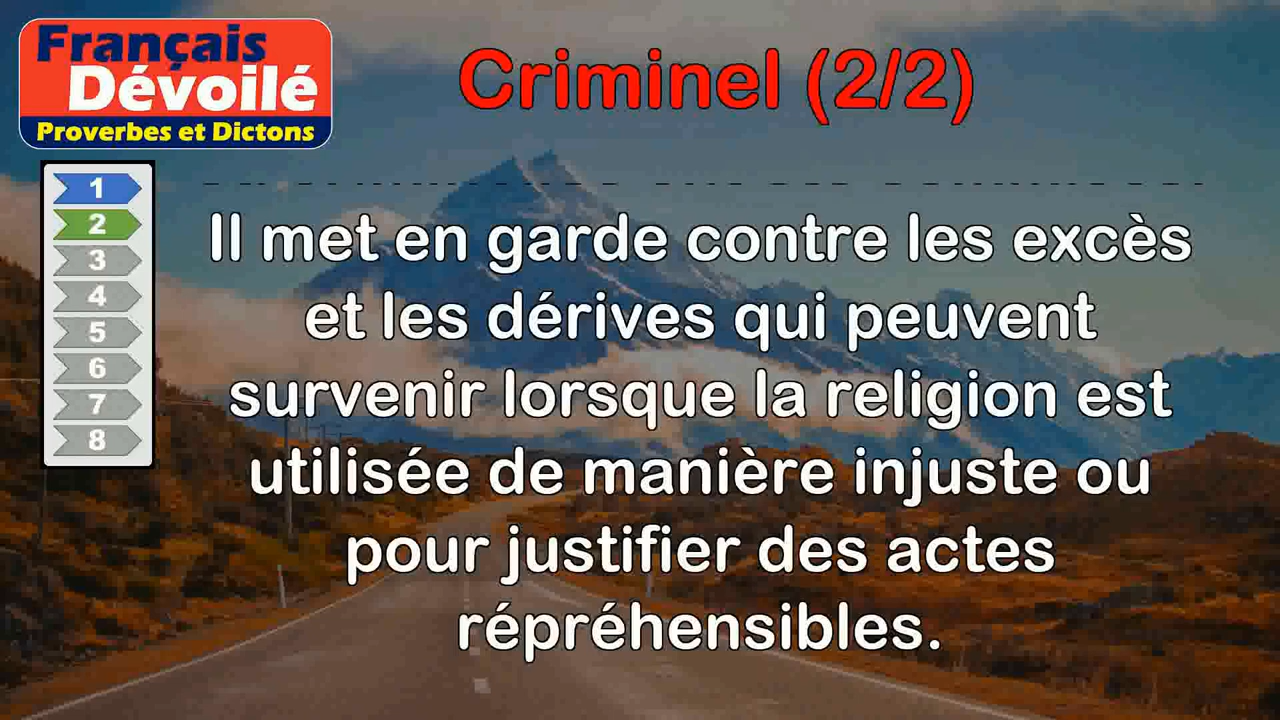 Français
Dévoilé
Proverbes et Dictons
Criminel (2/2)
1
2
3
4
5
6
7
8
Il met en garde contre les excès
et les dérives qui peuvent
survenir lorsque la religion est
utilisée de manière injuste ou
pour justifier des actes
répréhensibles.